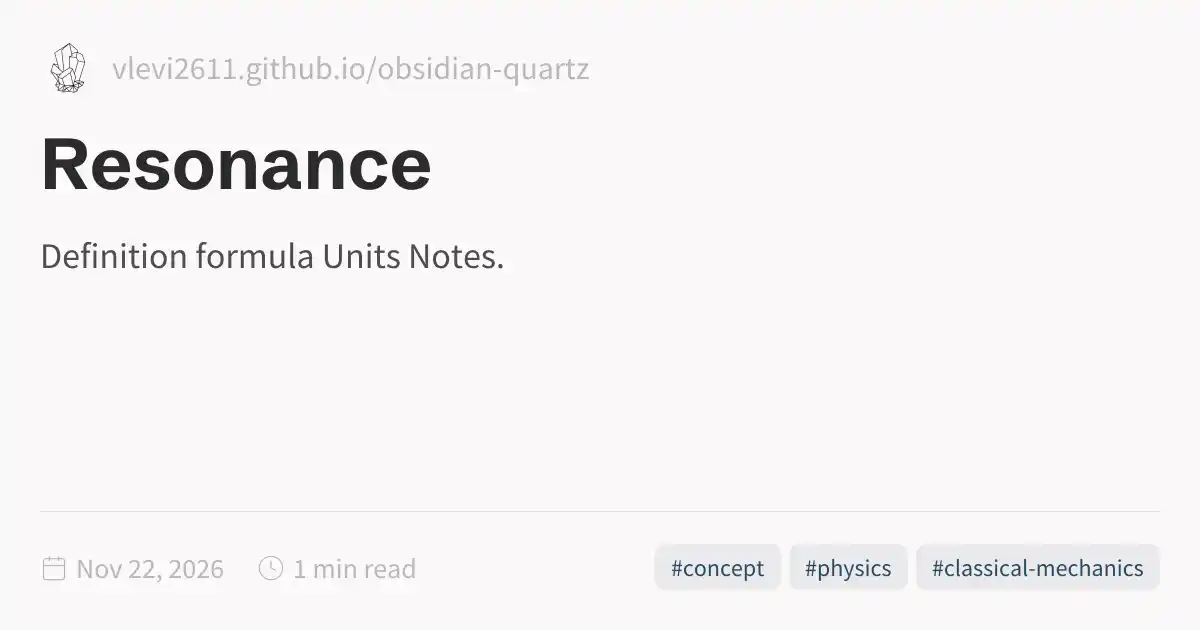 vlevi2611.github.io/obsidian-quartz
Resonance
Definition formula Units Notes.
Nov 22, 2026 1 min read #concept #physics #classical-mechanics